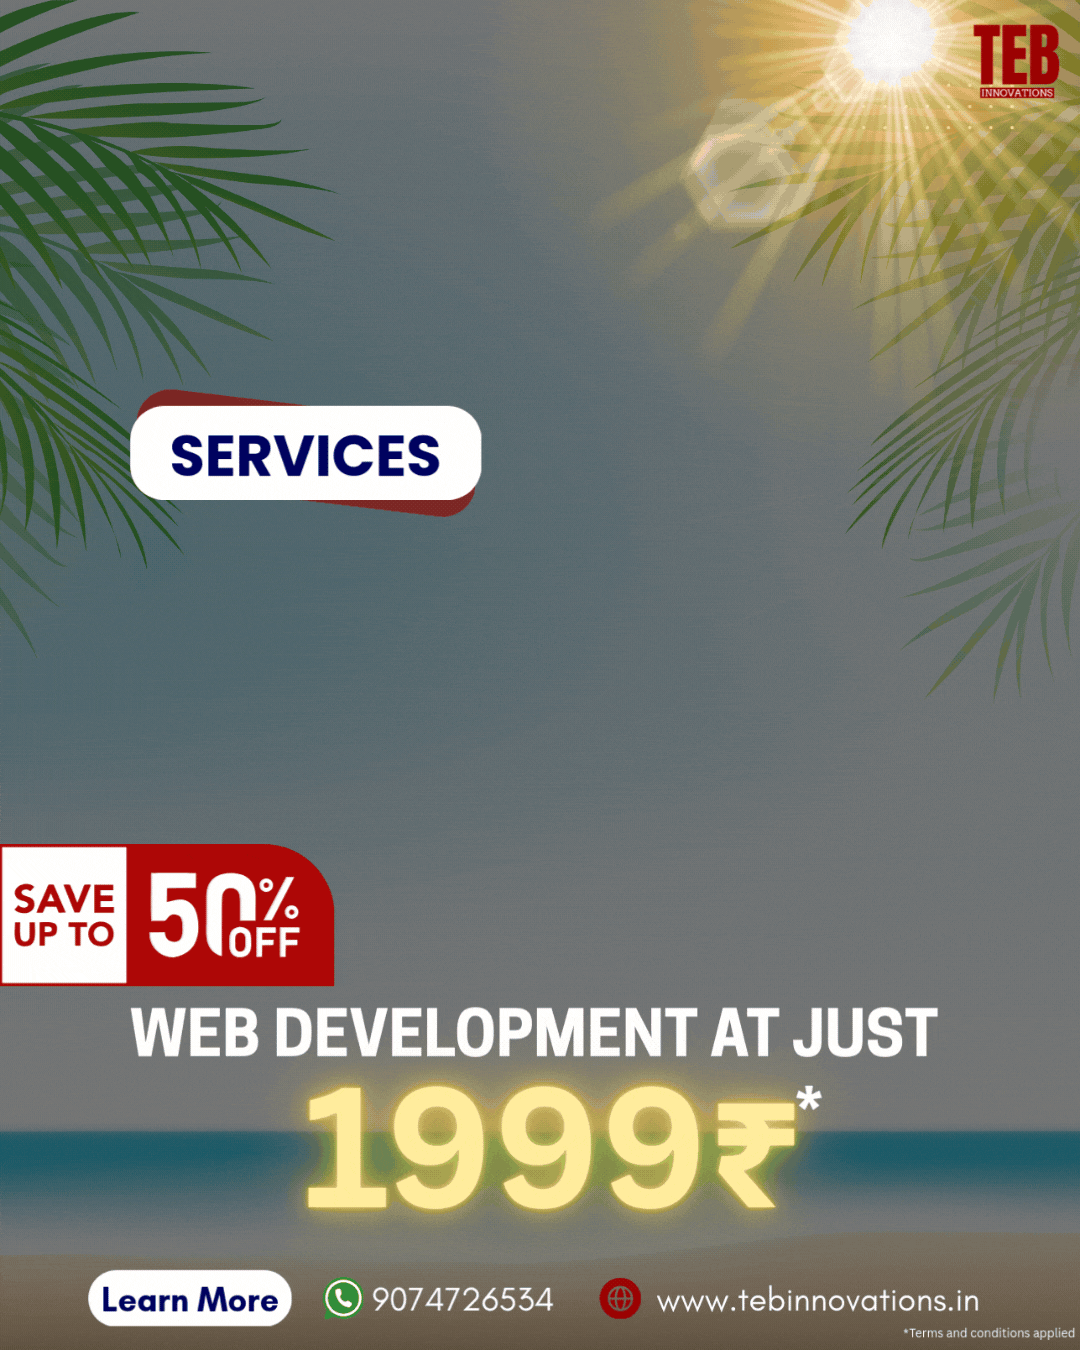 TEB
INNOVATIONS
SERVICES
SAVE
UP TO
50%
OFF
WEB DEVELOPMENT AT JUST
1999₹*
Learn More
9074726534
www.tebinnovations.in
*Terms and conditions applied